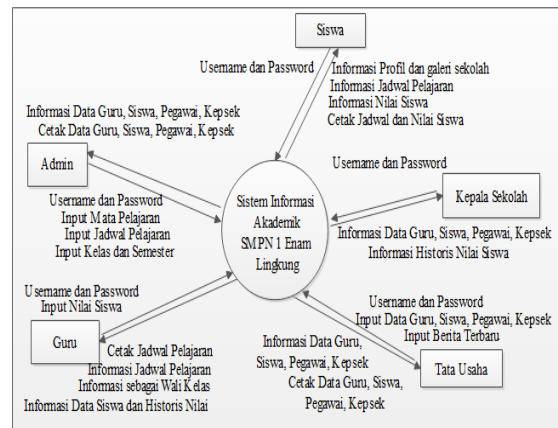 Siswa
Username dan Password
Informasi Profil dan galeri sekolah
Informasi Jadwal Pelajaran
Informasi Nilai Siswa
Cetak Jadwal dan Nilai Siswa
Informasi Data Guru, Siswa, Pegawai, Kepsek
Cetak Data Guru, Siswa, Pegawai, Kepsek
Admin
Username dan Password
Input Mata Pelajaran
Input Jadwal Pelajaran
Input Kelas dan Semester
Sistem Informasi
Akademik
SMPN 1 Enam
Lingkung
Username dan Password
Kepala Sekolah
Informasi Data Guru, Siswa, Pegawai, Kepsek
Informasi Historis Nilai Siswa
Username dan Password
Input Nilai Siswa
Guru
Cetak Jadwal Pelajaran
Informasi Jadwal Pelajaran
Informasi sebagai Wali Kelas
Informasi Data Siswa dan Historis Nilai
Username dan Password
Input Data Guru, Siswa, Pegawai, Kepsek
Input Berita Terbaru
Tata Usaha
Informasi Data Guru,
Siswa, Pegawai, Kepsek
Cetak Data Guru, Siswa,
Pegawai, Kepsek